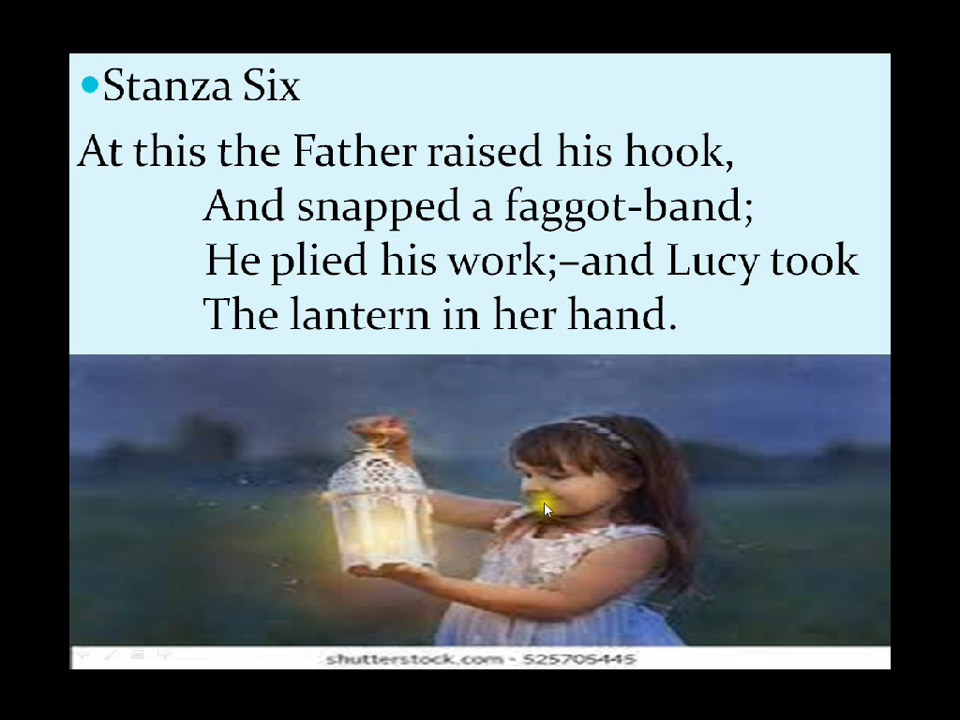 Stanza Six
At this the Father raised his hook,
And snapped a faggot-band;
He plied his work;–and Lucy took
The lantern in her hand.
shutterstock.com - 525705445